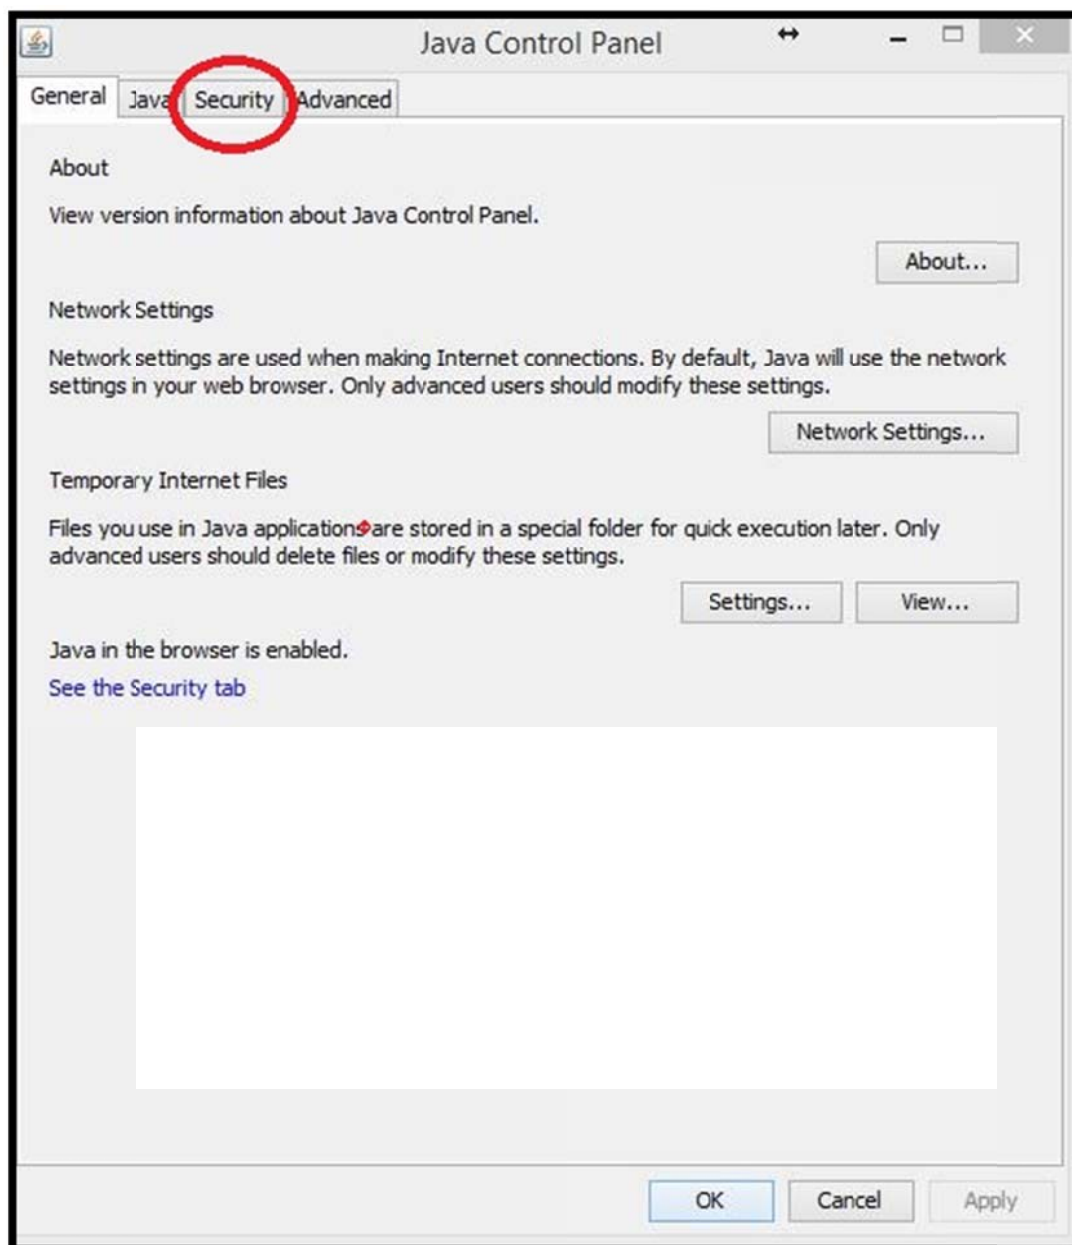 Java Control Panel
General Java Security Advanced
About
View version information about Java Control Panel.
About...
Network Settings
Network settings are used when making Internet connections. By default, Java will use the network
settings in your web browser. Only advanced users should modify these settings.
Network Settings...
Temporary Internet Files
Files you use in Java applications are stored in a special folder for quick execution later. Only
advanced users should delete files or modify these settings.
Settings... View...
Java in the browser is enabled.
See the Security tab
OK Cancel Apply